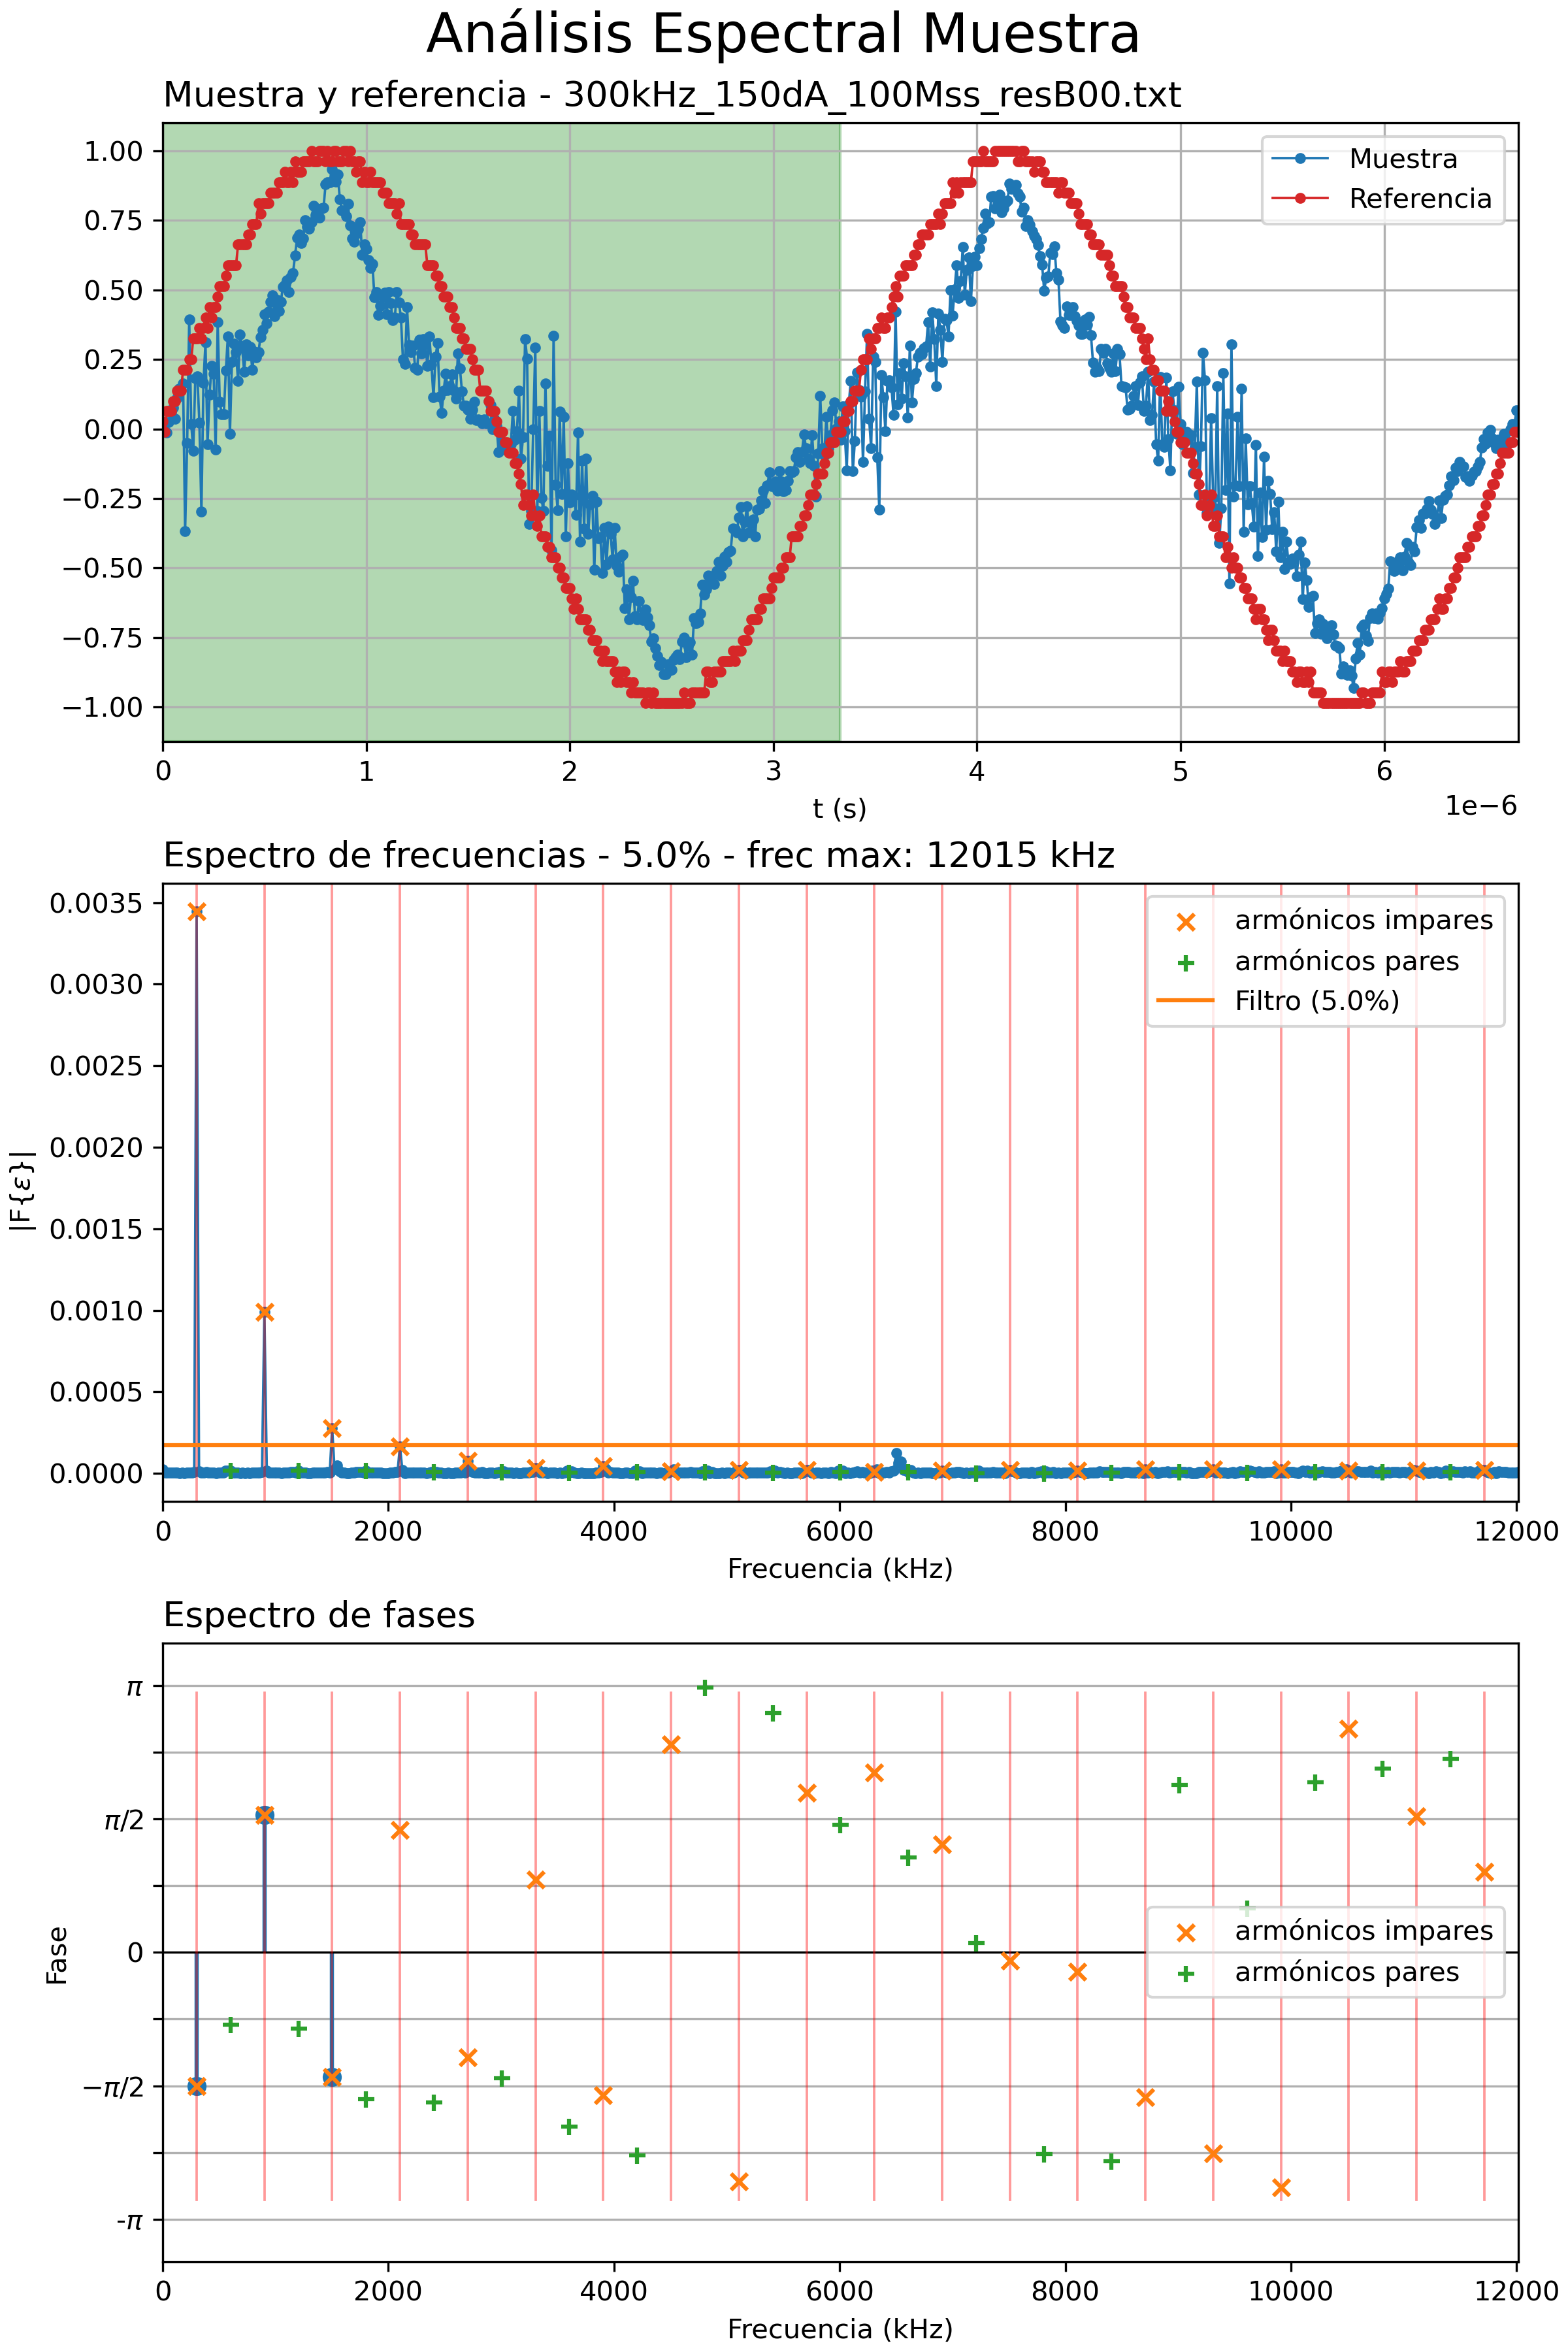 Análisis Espectral Muestra
Muestra y referencia - 300kHz_150dA_100Mss_resB00.txt
1.00
0.75
0.50
0.25
0.00
−0.25
−0.50
−0.75
−1.00
Muestra
Referencia
0 1 2 3 4 5 6
t (s)
1e−6
Espectro de frecuencias - 5.0% - frec max: 12015 kHz
|F{ε}|
0.0035
0.0030
0.0025
0.0020
0.0015
0.0010
0.0005
0.0000
armónicos impares
armónicos pares
Filtro (5.0%)
0 2000 4000 6000 8000 10000 12000
Frecuencia (kHz)
Espectro de fases
Fase
π
π/2
0
−π/2
-π
armónicos impares
armónicos pares
0 2000 4000 6000 8000 10000 12000
Frecuencia (kHz)